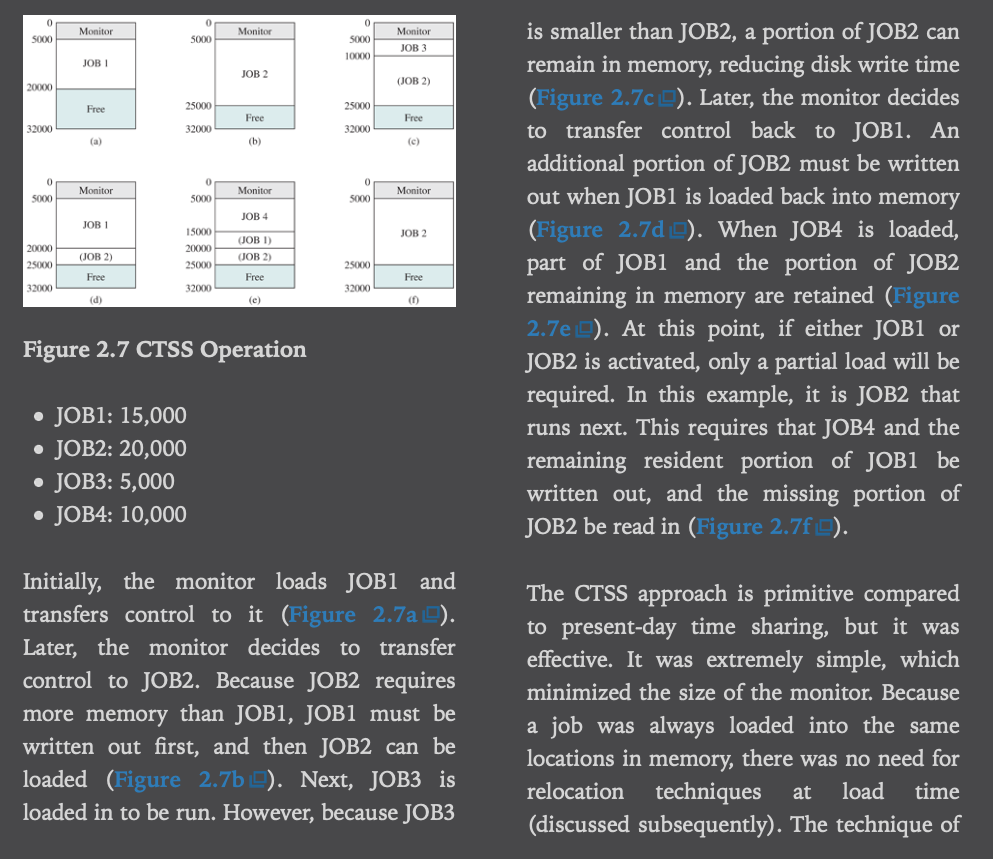 0
Monitor
5000
JOB 1
20000
Free
32000
(a)
0
Monitor
5000
JOB 2
25000
Free
32000
(b)
0
Monitor
5000
JOB 3
10000
(JOB 2)
25000
Free
32000
(c)
0
Monitor
5000
JOB 1
20000
(JOB 2)
25000
Free
32000
(d)
0
Monitor
5000
JOB 4
15000
(JOB 1)
20000
(JOB 2)
25000
Free
32000
(e)
0
Monitor
5000
JOB 2
25000
Free
32000
(f)
Figure 2.7 CTSS Operation
• JOB1: 15,000
• JOB2: 20,000
• JOB3: 5,000
• JOB4: 10,000
Initially, the monitor loads JOB1 and
transfers control to it (Figure 2.7a).
Later, the monitor decides to transfer
control to JOB2. Because JOB2 requires
more memory than JOB1, JOB1 must be
written out first, and then JOB2 can be
loaded (Figure 2.7b). Next, JOB3 is
loaded in to be run. However, because JOB3
is smaller than JOB2, a portion of JOB2 can
remain in memory, reducing disk write time
(Figure 2.7c). Later, the monitor decides
to transfer control back to JOB1. An
additional portion of JOB2 must be written
out when JOB1 is loaded back into memory
(Figure 2.7d). When JOB4 is loaded,
part of JOB1 and the portion of JOB2
remaining in memory are retained (Figure
2.7e). At this point, if either JOB1 or
JOB2 is activated, only a partial load will be
required. In this example, it is JOB2 that
runs next. This requires that JOB4 and the
remaining resident portion of JOB1 be
written out, and the missing portion of
JOB2 be read in (Figure 2.7f).
The CTSS approach is primitive compared
to present-day time sharing, but it was
effective. It was extremely simple, which
minimized the size of the monitor. Because
a job was always loaded into the same
locations in memory, there was no need for
relocation techniques at load time
(discussed subsequently). The technique of